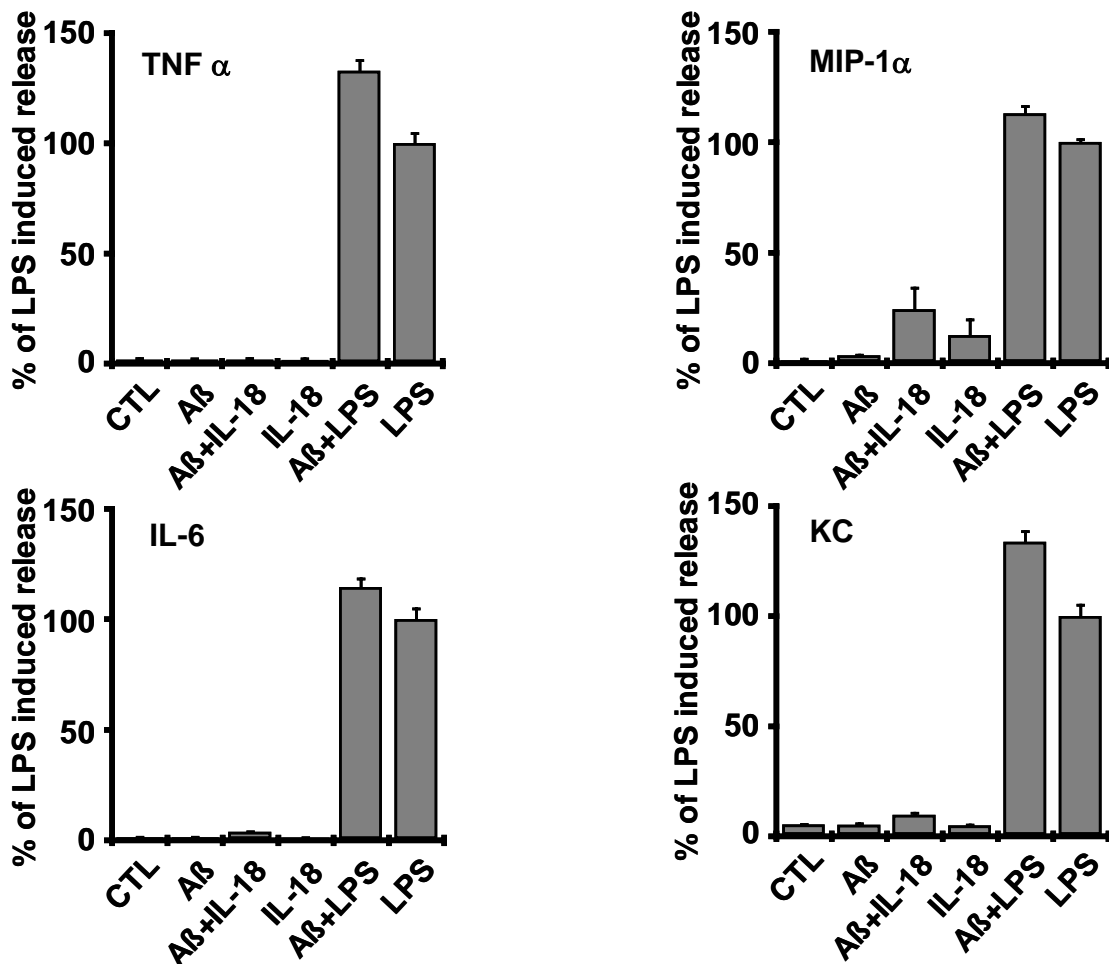 % of LPS induced release
150
100
50
0
TNF α
CTL
Aß
Aß+IL-18
IL-18
Aß+LPS
LPS
% of LPS induced release
150
100
50
0
MIP-1α
CTL
Aß
Aß+IL-18
IL-18
Aß+LPS
LPS
% of LPS induced release
150
100
50
0
IL-6
CTL
Aß
Aß+IL-18
IL-18
Aß+LPS
LPS
% of LPS induced release
150
100
50
0
KC
CTL
Aß
Aß+IL-18
IL-18
Aß+LPS
LPS